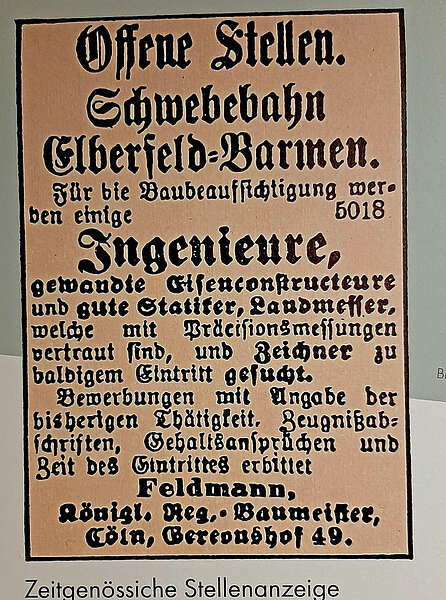 Offene Stellen.
Schwebebahn
Elberfeld-Barmen.
Für die Baubeaufsichtigung wer-
den einige 5018
Ingenieure,
gewandte Eisenconstructeure
und gute Statiker, Landmesser,
welche mit Präcisionsmessungen
vertraut sind, und Zeichner zu
baldigem Eintritt gesucht.
Bewerbungen mit Angabe der
bisherigen Thätigkeit, Zeugnißab-
schriften, Gehaltsansprüchen und
Zeit des Eintrittes erbittet
Feldmann,
Königl. Reg.-Baumeister,
Cöln, Gereonshof 49.
Zeitgenössiche Stellenanzeige